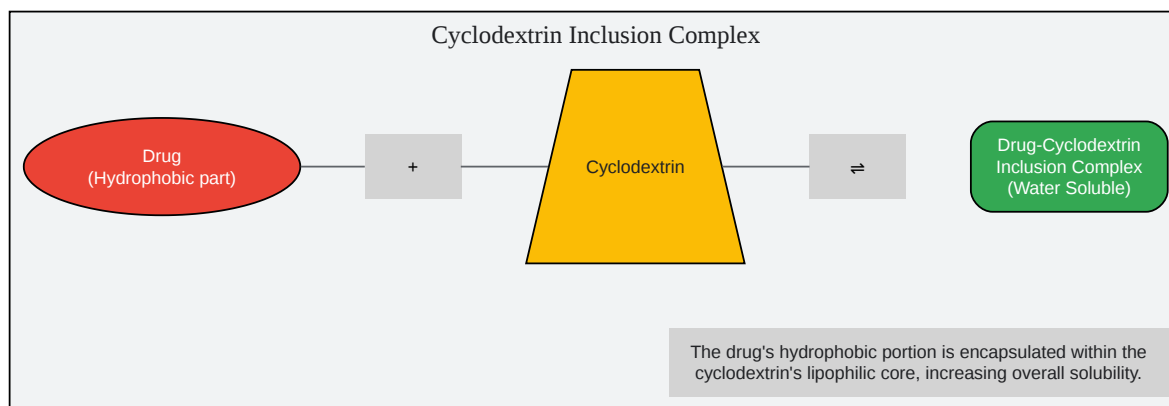 Cyclodextrin Inclusion Complex
Drug
(Hydrophobic part)
+
Cyclodextrin
⇌
Drug-Cyclodextrin
Inclusion Complex
(Water Soluble)
The drug's hydrophobic portion is encapsulated within the
cyclodextrin's lipophilic core, increasing overall solubility.